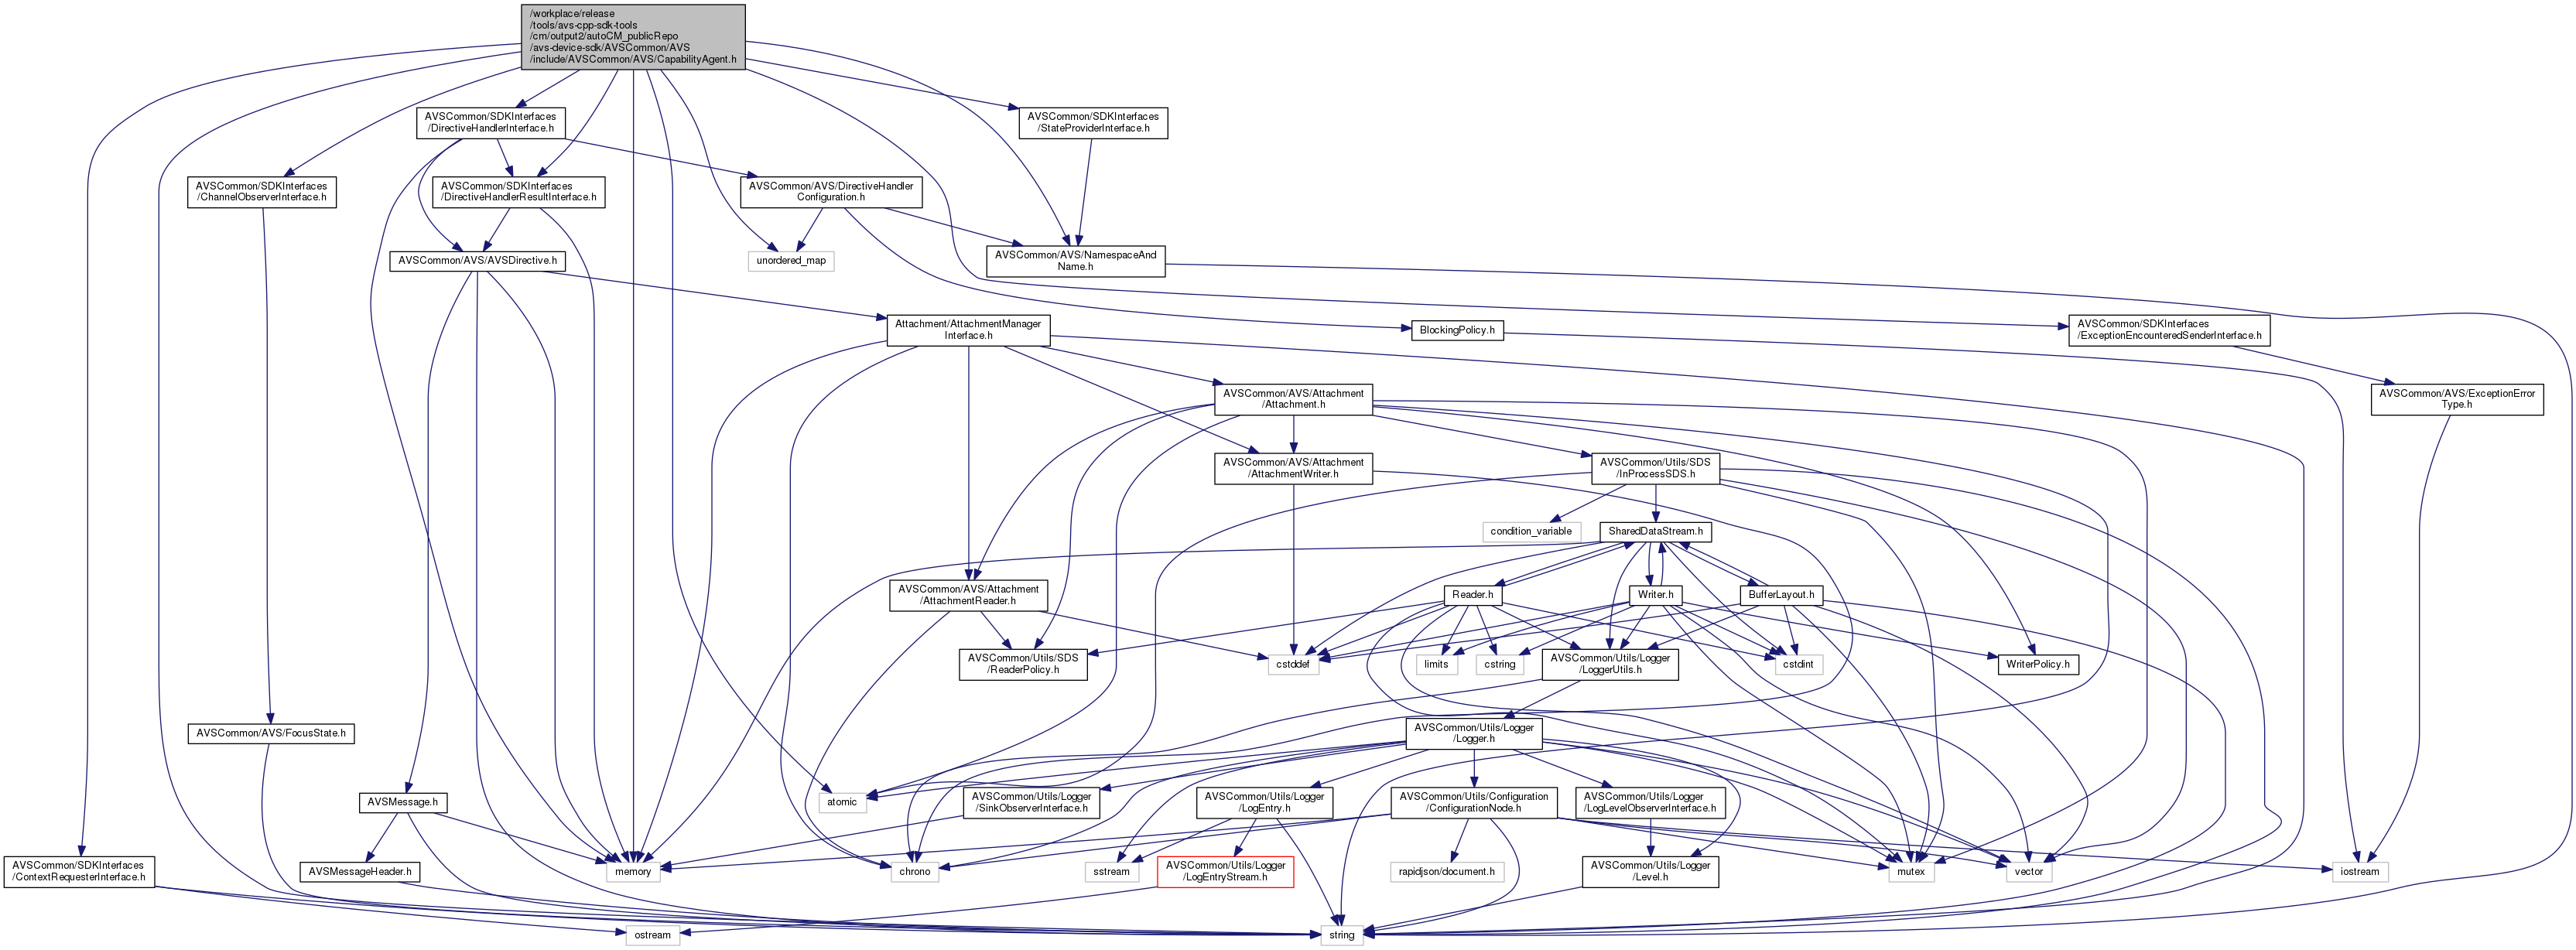 /workplace/release
/tools/avs-cpp-sdk-tools
/cm/output2/autoCM_publicRepo
/avs-device-sdk/AVSCommon/AVS
/include/AVSCommon/AVS/CapabilityAgent.h
AVSCommon/SDKInterfaces
/DirectiveHandlerInterface.h
AVSCommon/SDKInterfaces
/StateProviderInterface.h
AVSCommon/SDKInterfaces
/ChannelObserverInterface.h
AVSCommon/SDKInterfaces
/DirectiveHandlerResultInterface.h
AVSCommon/AVS/DirectiveHandler
Configuration.h
AVSCommon/AVS/AVSDirective.h
unordered_map
AVSCommon/AVS/NamespaceAnd
Name.h
Attachment/AttachmentManager
Interface.h
BlockingPolicy.h
AVSCommon/SDKInterfaces
/ExceptionEncounteredSenderInterface.h
AVSCommon/AVS/Attachment
/Attachment.h
AVSCommon/AVS/ExceptionError
Type.h
AVSCommon/AVS/Attachment
/AttachmentWriter.h
AVSCommon/Utils/SDS
/InProcessSDS.h
condition_variable
SharedDataStream.h
AVSCommon/AVS/Attachment
/AttachmentReader.h
Reader.h
Writer.h
BufferLayout.h
AVSCommon/Utils/SDS
/ReaderPolicy.h
cstddef
limits
cstring
AVSCommon/Utils/Logger
/LoggerUtils.h
cstdint
WriterPolicy.h
AVSCommon/AVS/FocusState.h
AVSCommon/Utils/Logger
/Logger.h
AVSMessage.h
atomic
AVSCommon/Utils/Logger
/SinkObserverInterface.h
AVSCommon/Utils/Logger
/LogEntry.h
AVSCommon/Utils/Configuration
/ConfigurationNode.h
AVSCommon/Utils/Logger
/LogLevelObserverInterface.h
AVSCommon/SDKInterfaces
/ContextRequesterInterface.h
AVSMessageHeader.h
memory
chrono
sstream
AVSCommon/Utils/Logger
/LogEntryStream.h
rapidjson/document.h
AVSCommon/Utils/Logger
/Level.h
mutex
vector
iostream
ostream
string